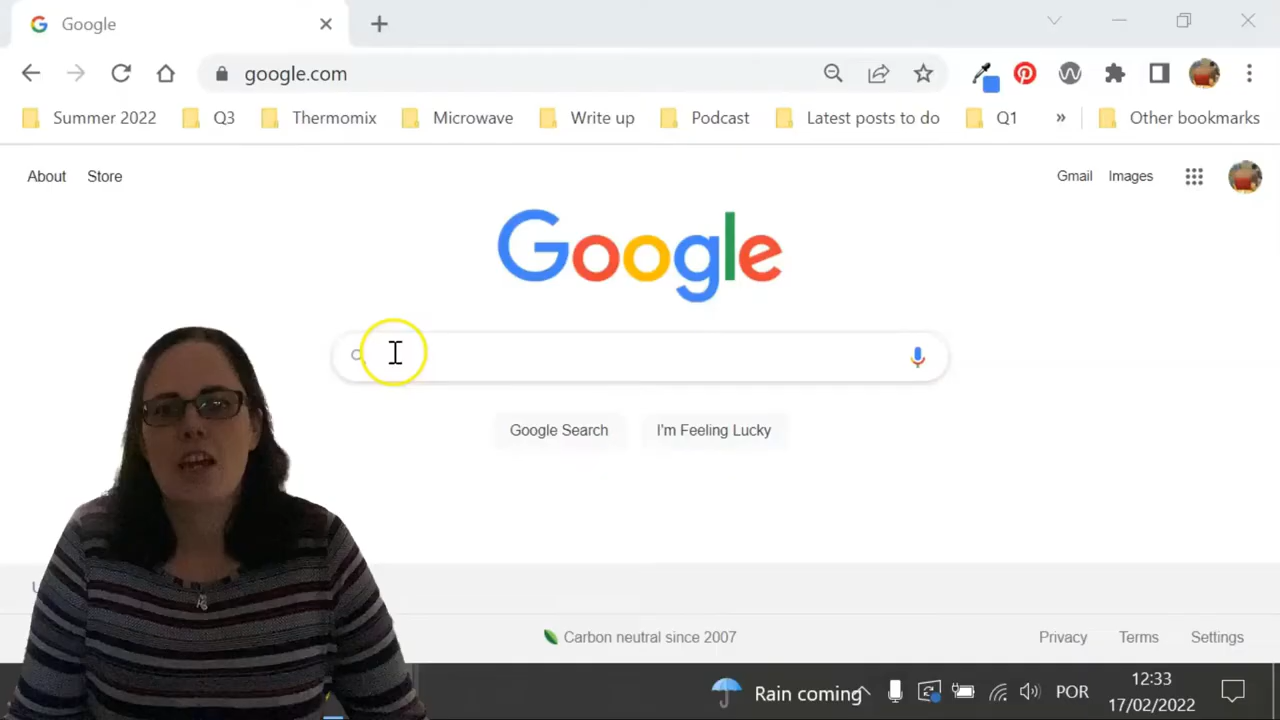 Google
google.com
Summer 2022 Q3 Thermomix Microwave Write up Podcast Latest posts to do Q1 » Other bookmarks
About Store Gmail Images
Google
Google Search I'm Feeling Lucky
Carbon neutral since 2007 Privacy Terms Settings
Rain coming POR 12:33
17/02/2022